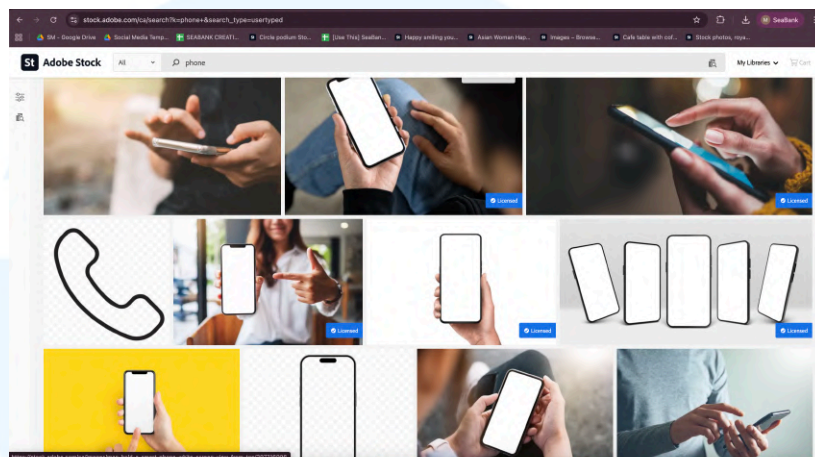 stock.adobe.com/ca/search?k=phone+&search_type=usertyped
SeaBank
SM - Google Drive
Social Media Temp...
SEABANK CREATI...
Circle podium Sto...
[Use This] SeaBan...
Happy smiling you...
Asian Woman Hap...
Images – Browse...
Cafe table with cof...
Stock photos, roya...
St Adobe Stock
All
phone
My Libraries
Cart
Licensed
Licensed
Licensed
Licensed
Licensed